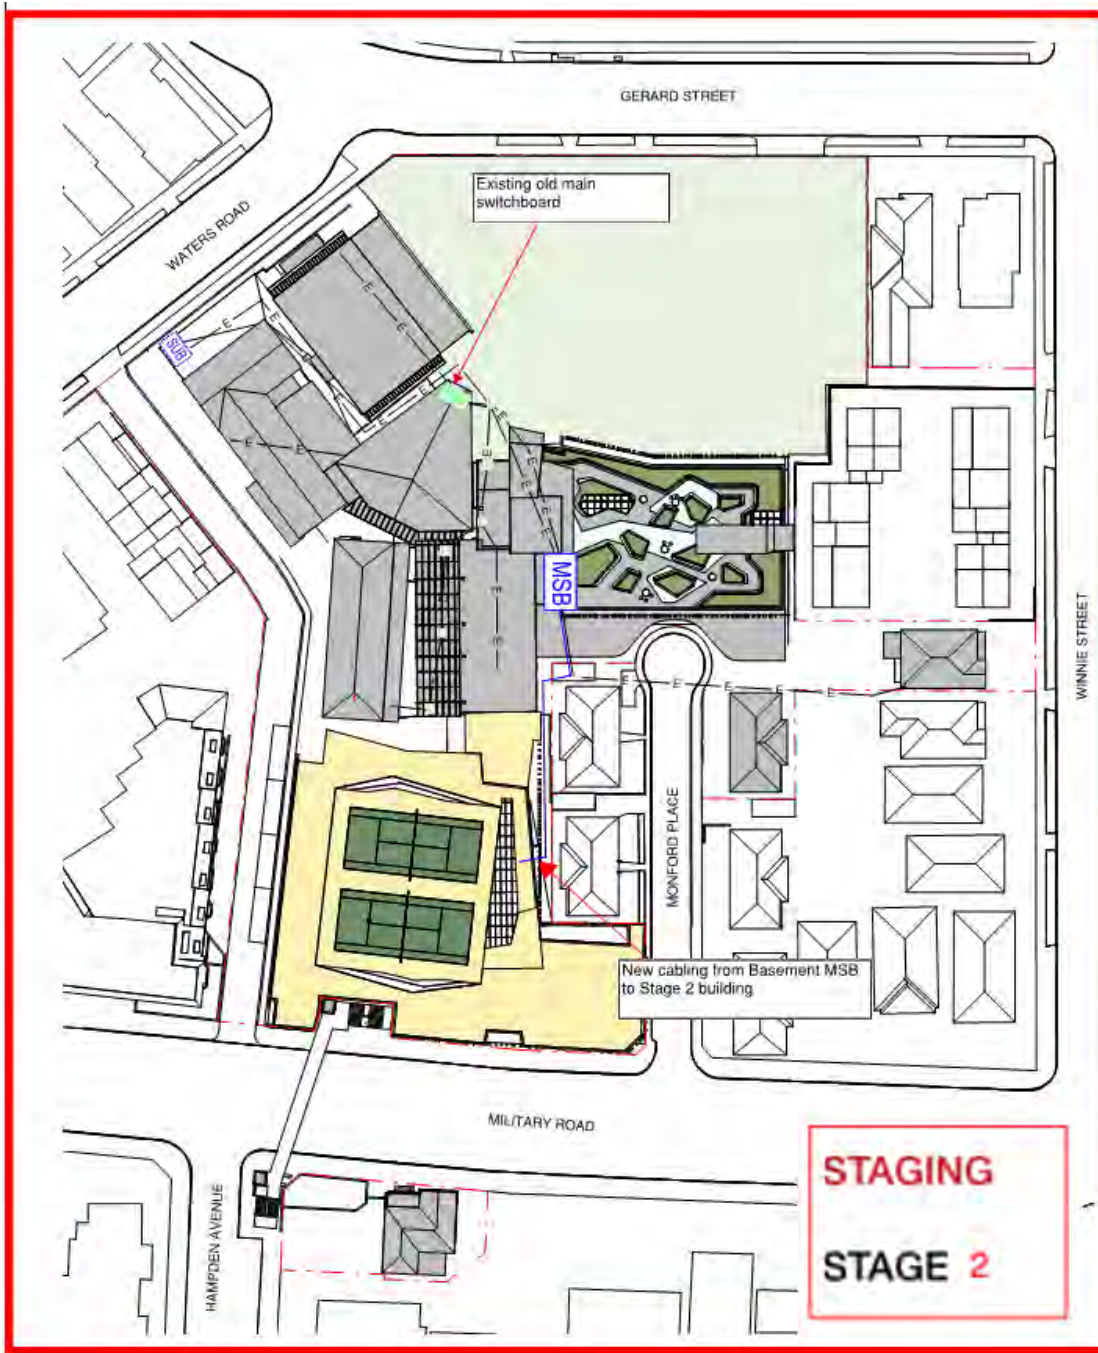 GERARD STREET
Existing old main
switchboard
WATERS ROAD
SUB
E
E
E
E
E
E
E
E
E
E
E
MSB
E
E
WINNIE STREET
E
E
E
E
MONFORD PLACE
New cabling from Basement MSB
to Stage 2 building
MILITARY ROAD
HAMPDEN AVENUE
STAGING
STAGE 2